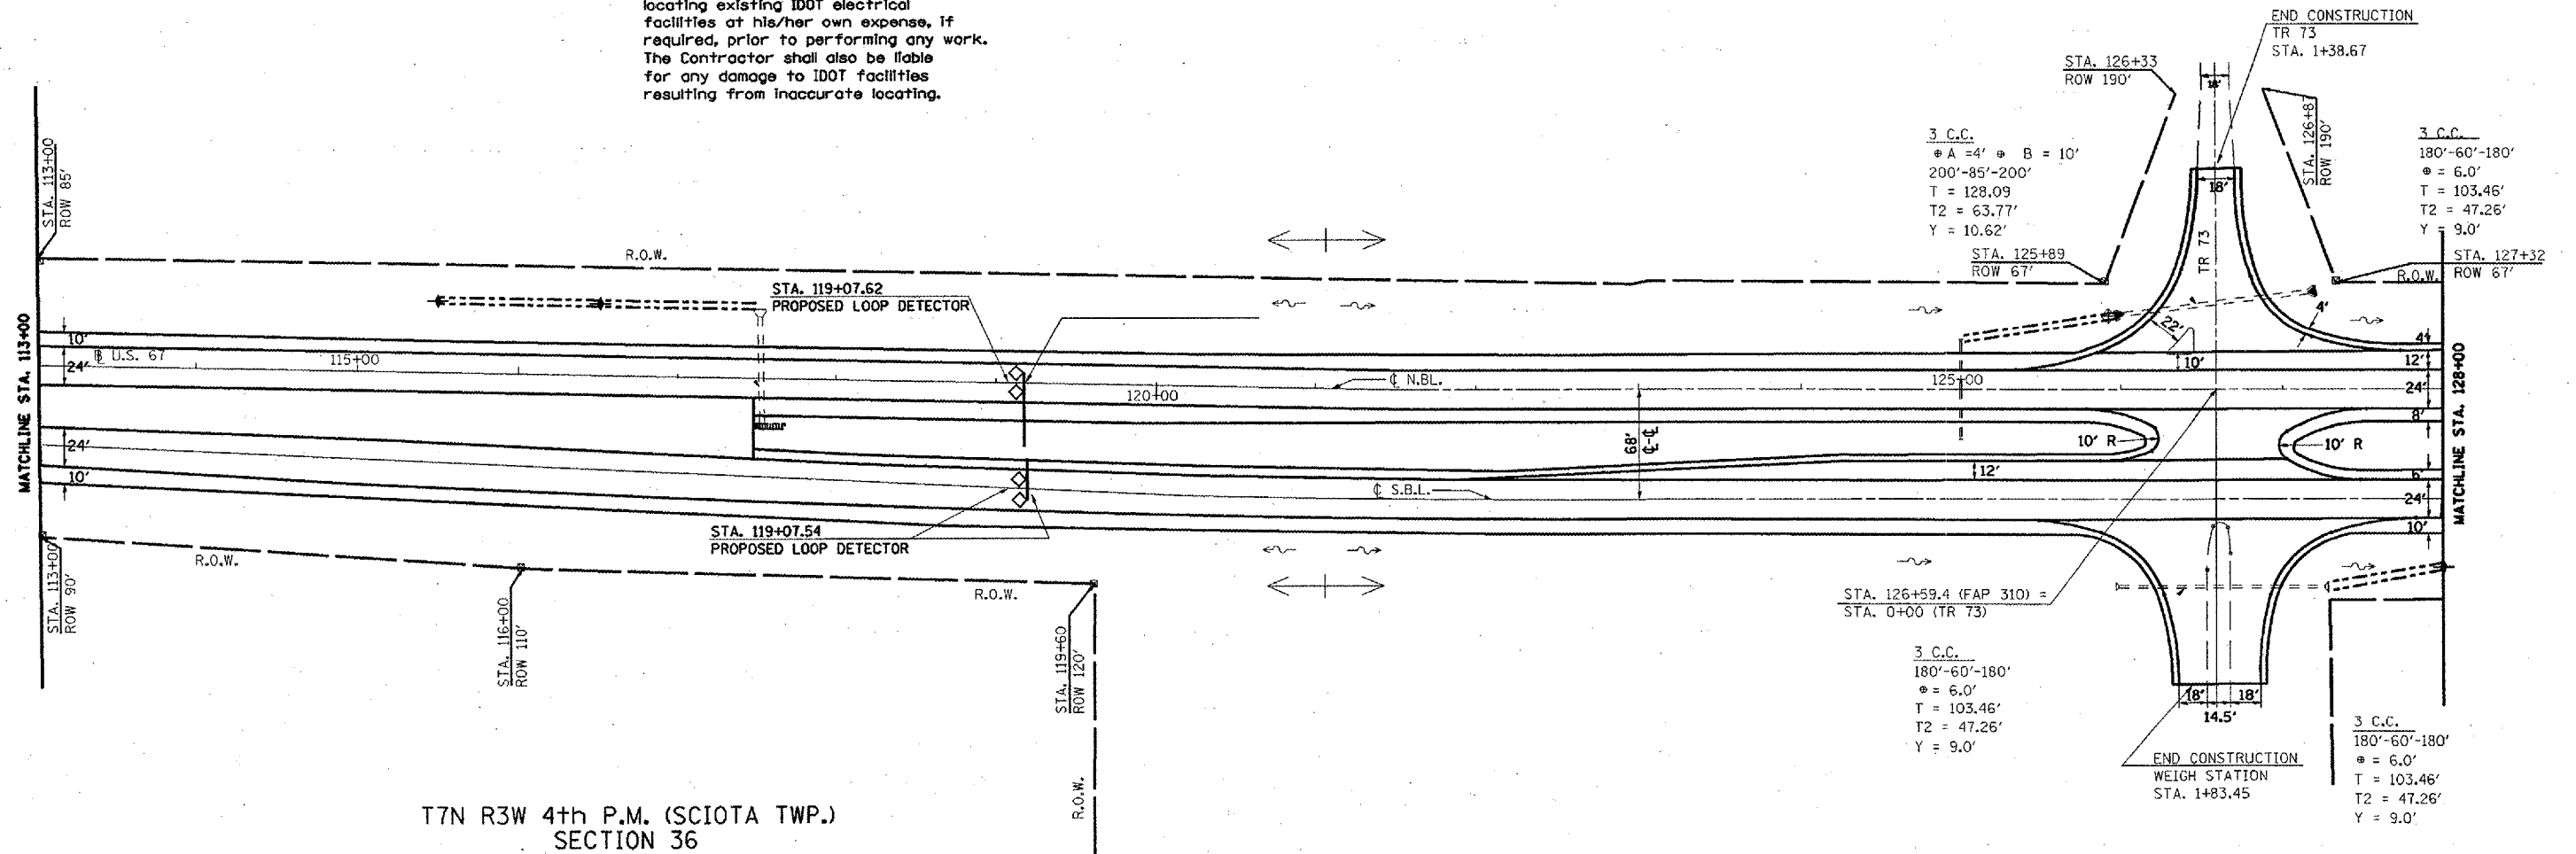 locating existing IDOT electrical
facilities at his/her own expense, if
required, prior to performing any work.
The Contractor shall also be liable
for any damage to IDOT facilities
resulting from inaccurate locating.
END CONSTRUCTION
TR 73
STA. 1+38.67
STA. 126+33
ROW 190'
18'
STA. 126+8
ROW 190'
3 C.C.
⊕ A =4' ⊕ B = 10'
200'-85'-200'
T = 128.09
T2 = 63.77'
Y = 10.62'
3 C.C.
180'-60'-180'
⊕ = 6.0'
T = 103.46'
T2 = 47.26'
Y = 9.0'
STA. 113+00
ROW 85'
18'
TR 73
STA. 125+89
ROW 67'
STA. 127+32
ROW 67'
R.O.W.
R.O.W.
STA. 119+07.62
PROPOSED LOOP DETECTOR
MATCHLINE STA. 113+00
10'
24'
24'
10'
℄ U.S. 67
115+00
120+00
125+00
℄ N.BL.
22'
4'
10'
4'
12'
24'
8'
6'
24'
10'
MATCHLINE STA. 128+00
68'
℄-℄
10' R
10' R
12'
℄ S.B.L.
STA. 119+07.54
PROPOSED LOOP DETECTOR
STA. 113+00
ROW 90'
R.O.W.
STA. 116+00
ROW 110'
R.O.W.
STA. 119+60
ROW 120'
R.O.W.
STA. 126+59.4 (FAP 310) =
STA. 0+00 (TR 73)
3 C.C.
180'-60'-180'
⊕ = 6.0'
T = 103.46'
T2 = 47.26'
Y = 9.0'
18'
18'
14.5'
END CONSTRUCTION
WEIGH STATION
STA. 1+83.45
3 C.C.
180'-60'-180'
⊕ = 6.0'
T = 103.46'
T2 = 47.26'
Y = 9.0'
T7N R3W 4th P.M. (SCIOTA TWP.)
SECTION 36